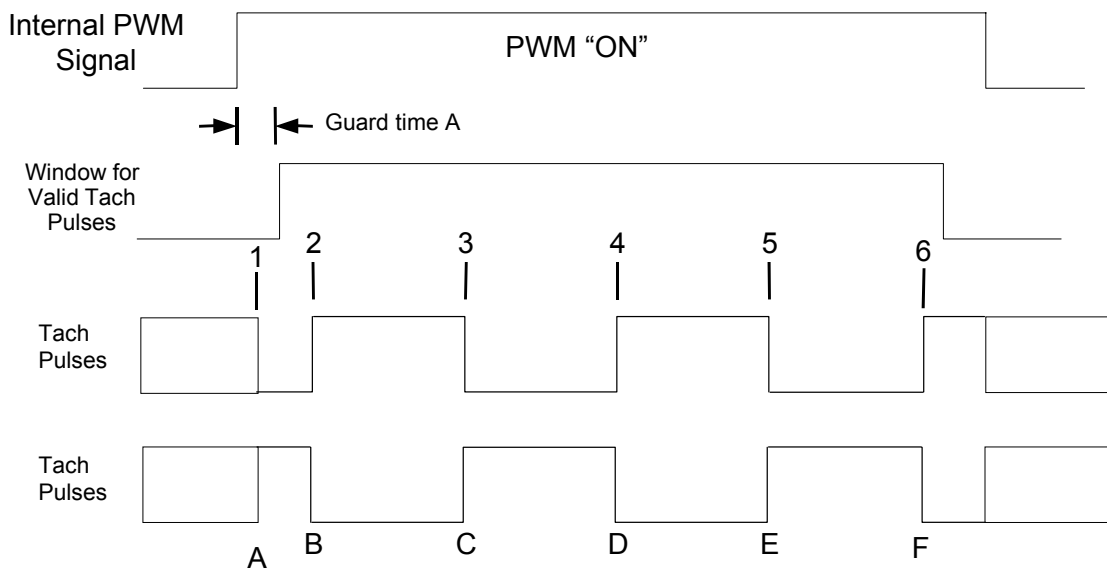 Internal PWM
Signal
PWM “ON”
Guard time A
Window for
Valid Tach
Pulses
1
2
3
4
5
6
Tach
Pulses
Tach
Pulses
A
B
C
D
E
F